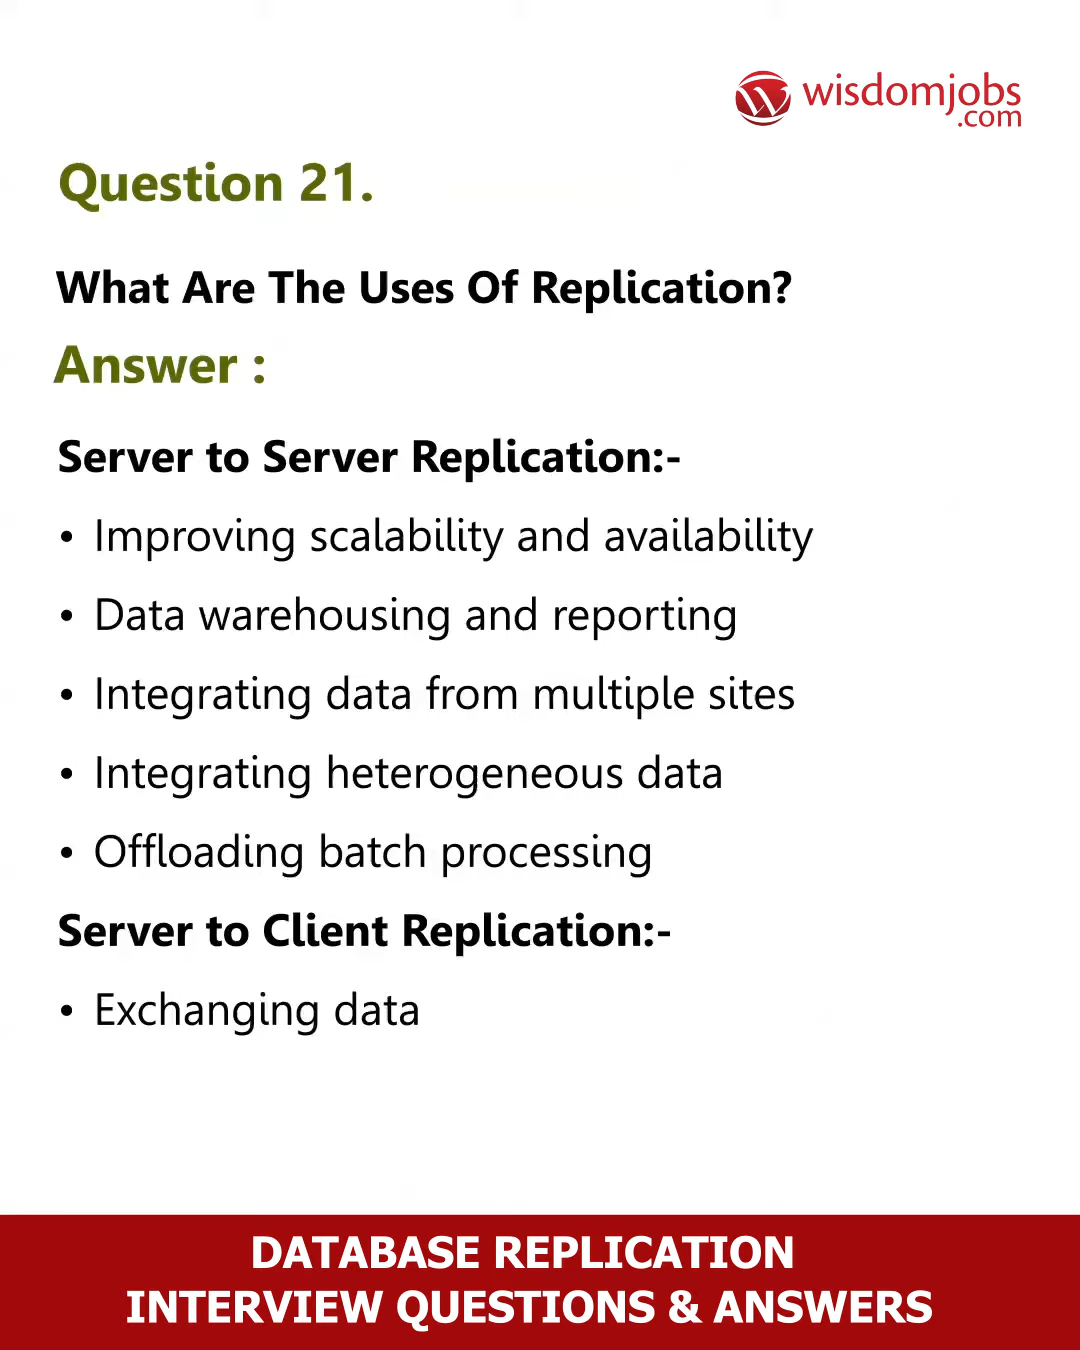 wisdomjobs
.com
Question 21.
What Are The Uses Of Replication?
Answer :
Server to Server Replication:-
• Improving scalability and availability
• Data warehousing and reporting
• Integrating data from multiple sites
• Integrating heterogeneous data
• Offloading batch processing
Server to Client Replication:-
• Exchanging data
DATABASE REPLICATION
INTERVIEW QUESTIONS & ANSWERS